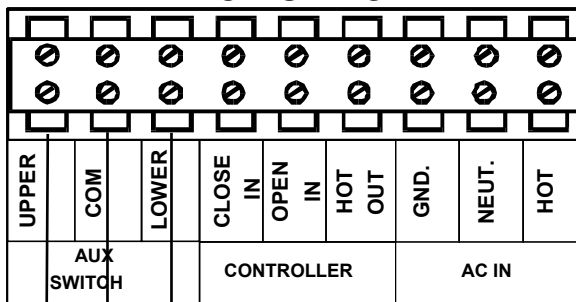 UPPER
COM
LOWER
CLOSE
IN
OPEN
IN
HOT
OUT
GND.
NEUT.
HOT
AUX
SWITCH
CONTROLLER
AC IN